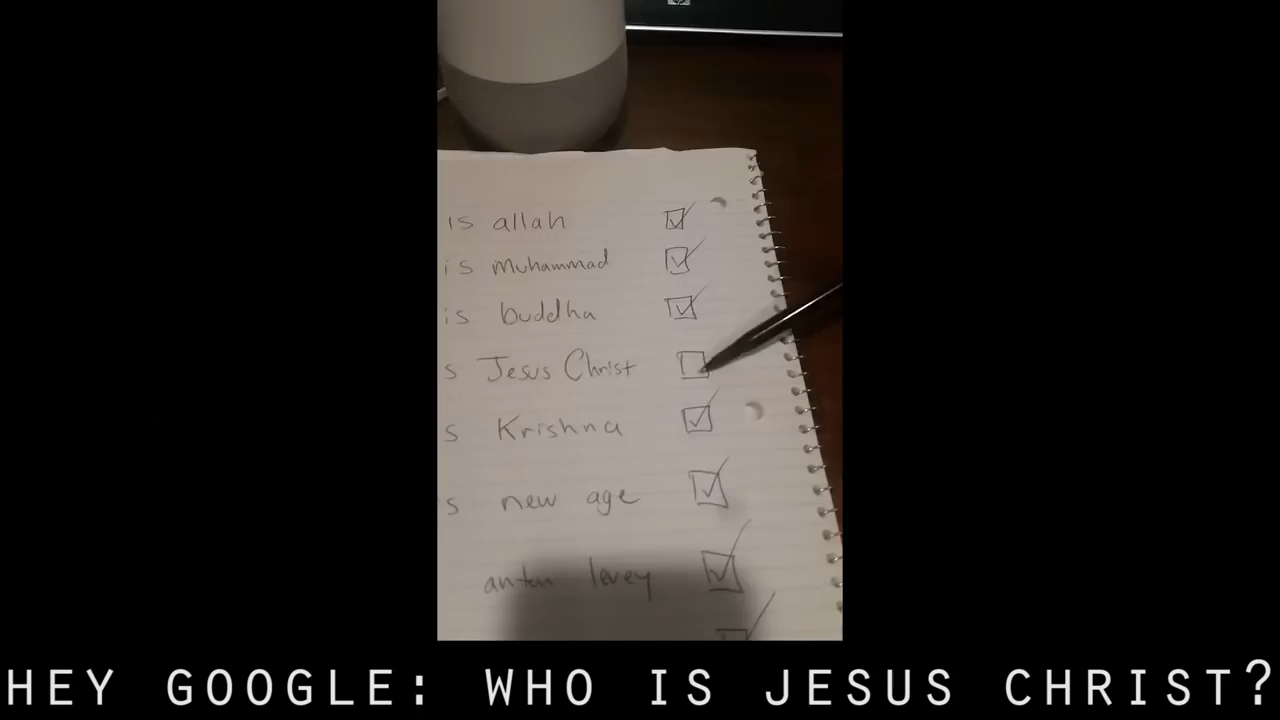 hp
is allah
is Muhammad
is buddha
s Jesus Christ
s Krishna
s new age
anton levey
HEY GOOGLE: WHO IS JESUS CHRIST?